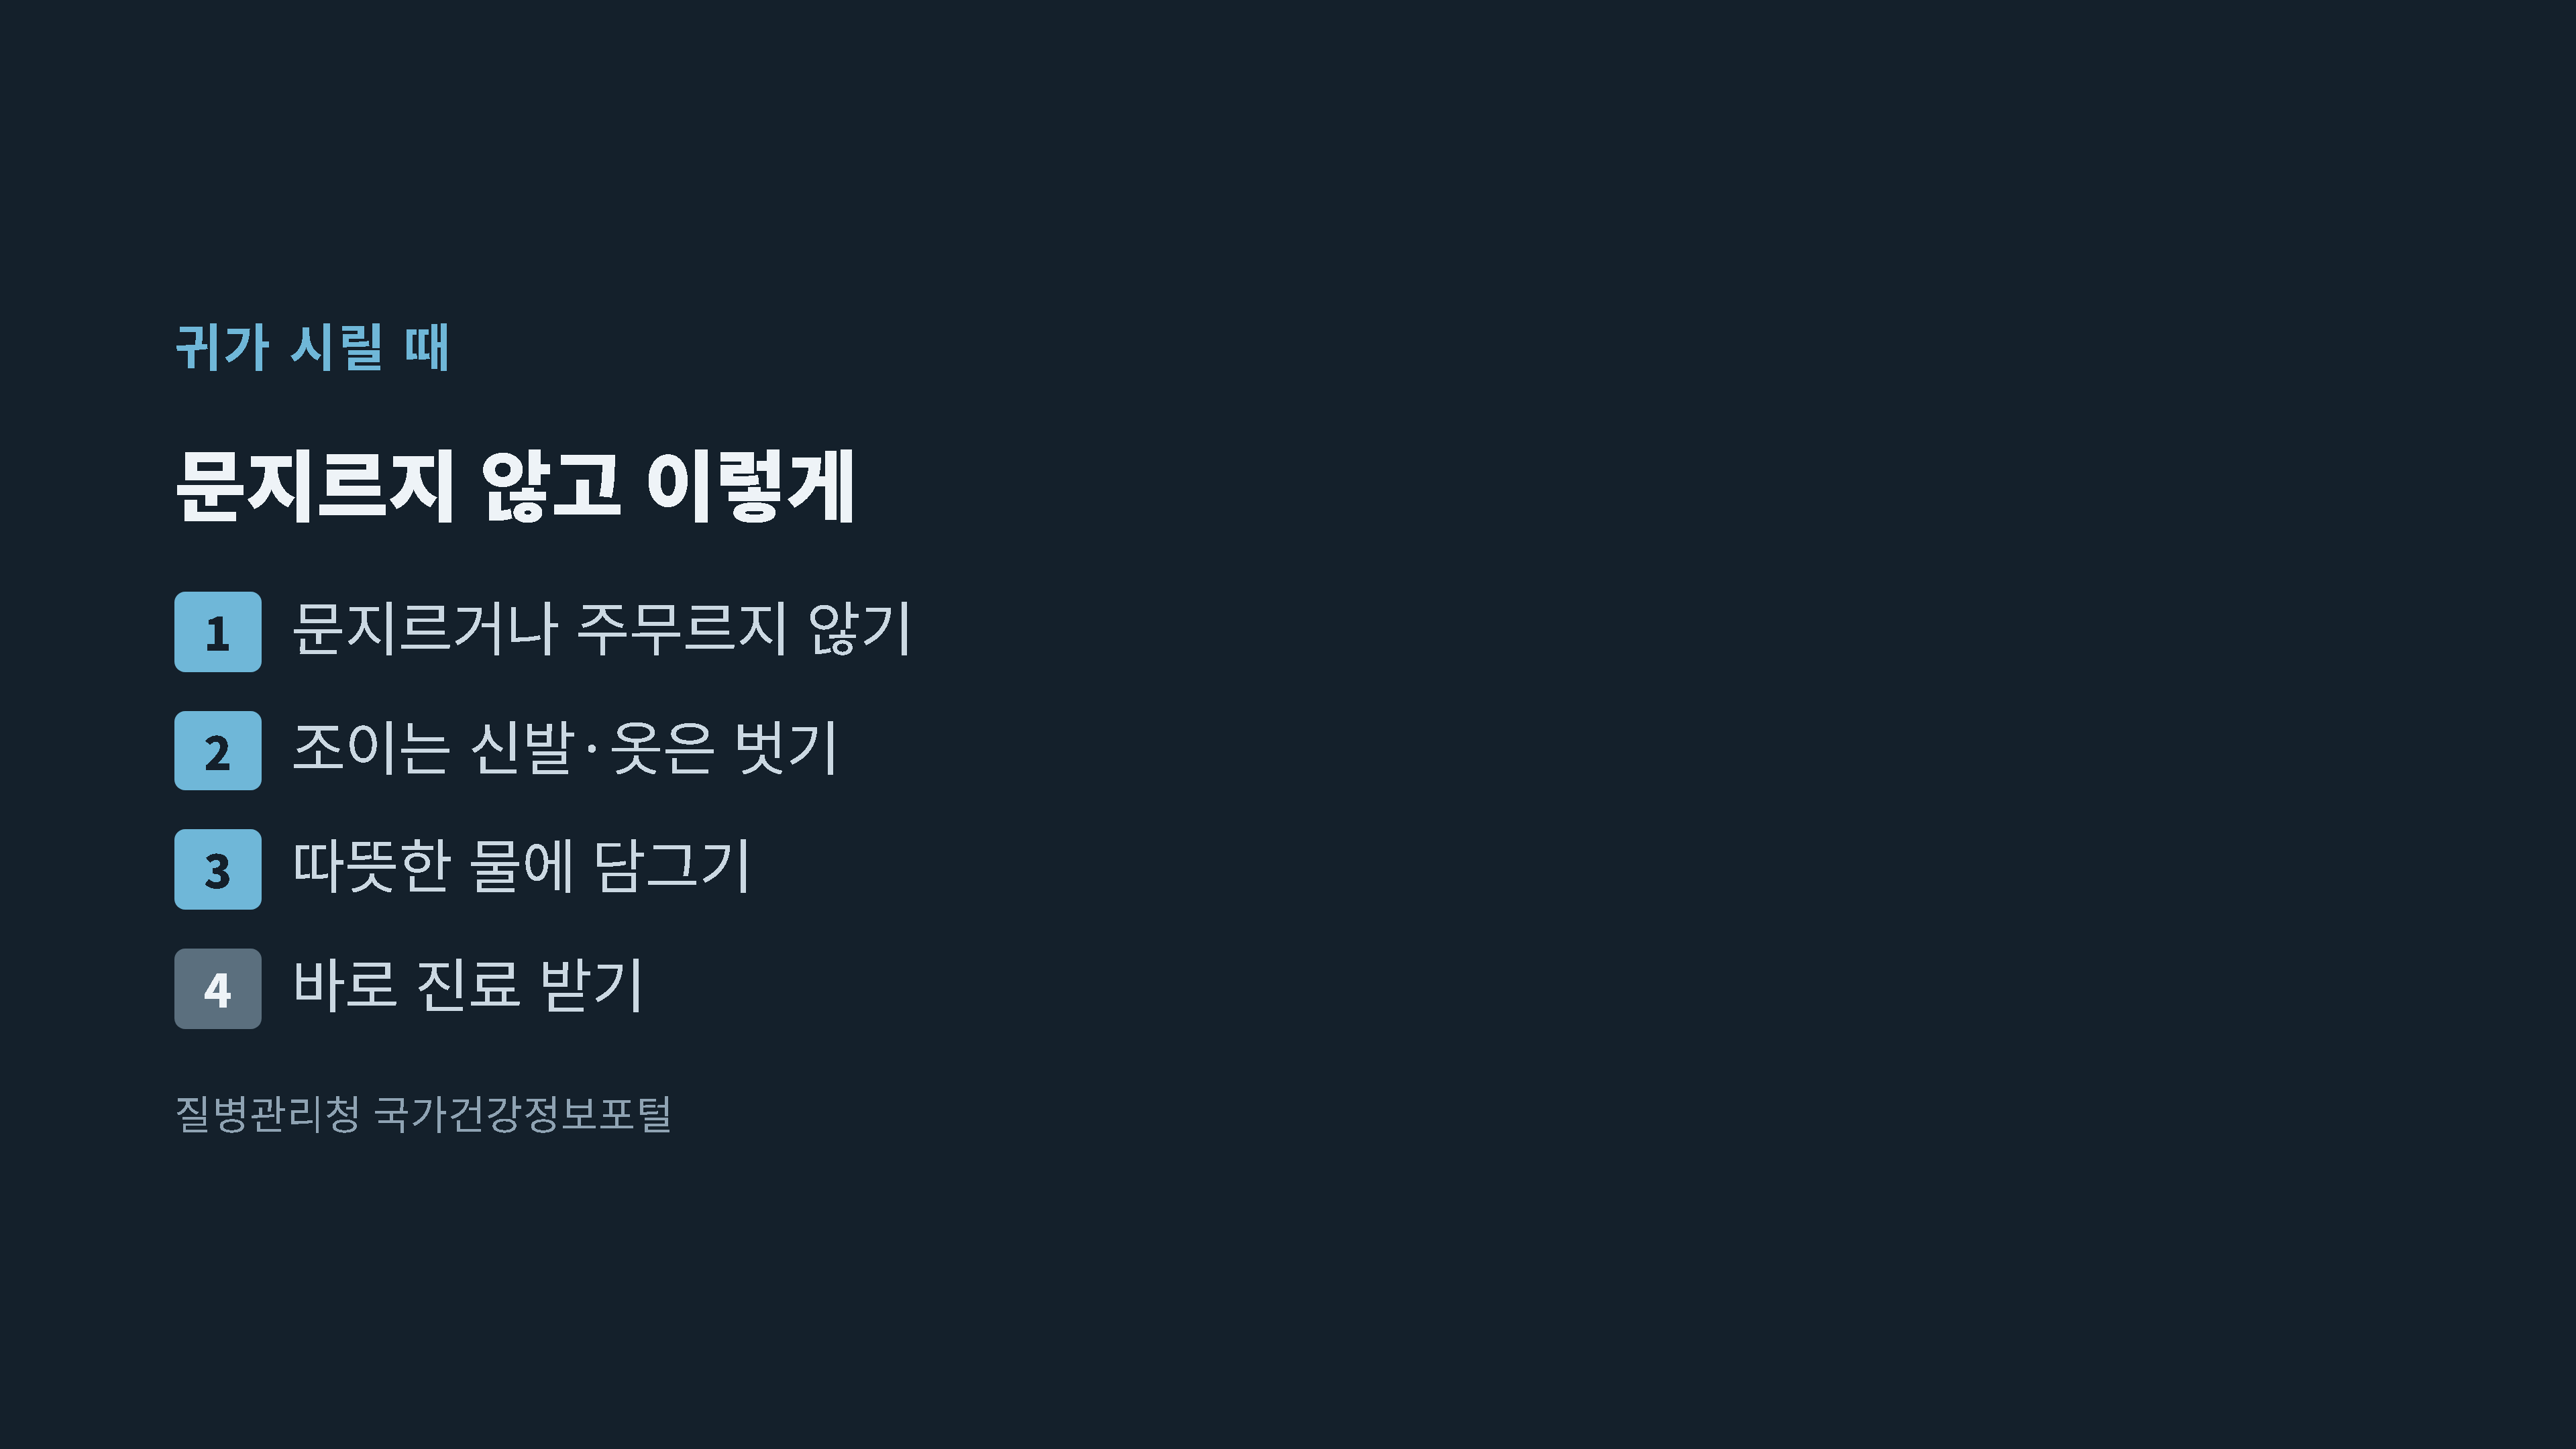 귀가 시릴 때
문지르지 않고 이렇게
1 문지르거나 주무르지 않기
2 조이는 신발·옷은 벗기
3 따뜻한 물에 담그기
4 바로 진료 받기
질병관리청 국가건강정보포털